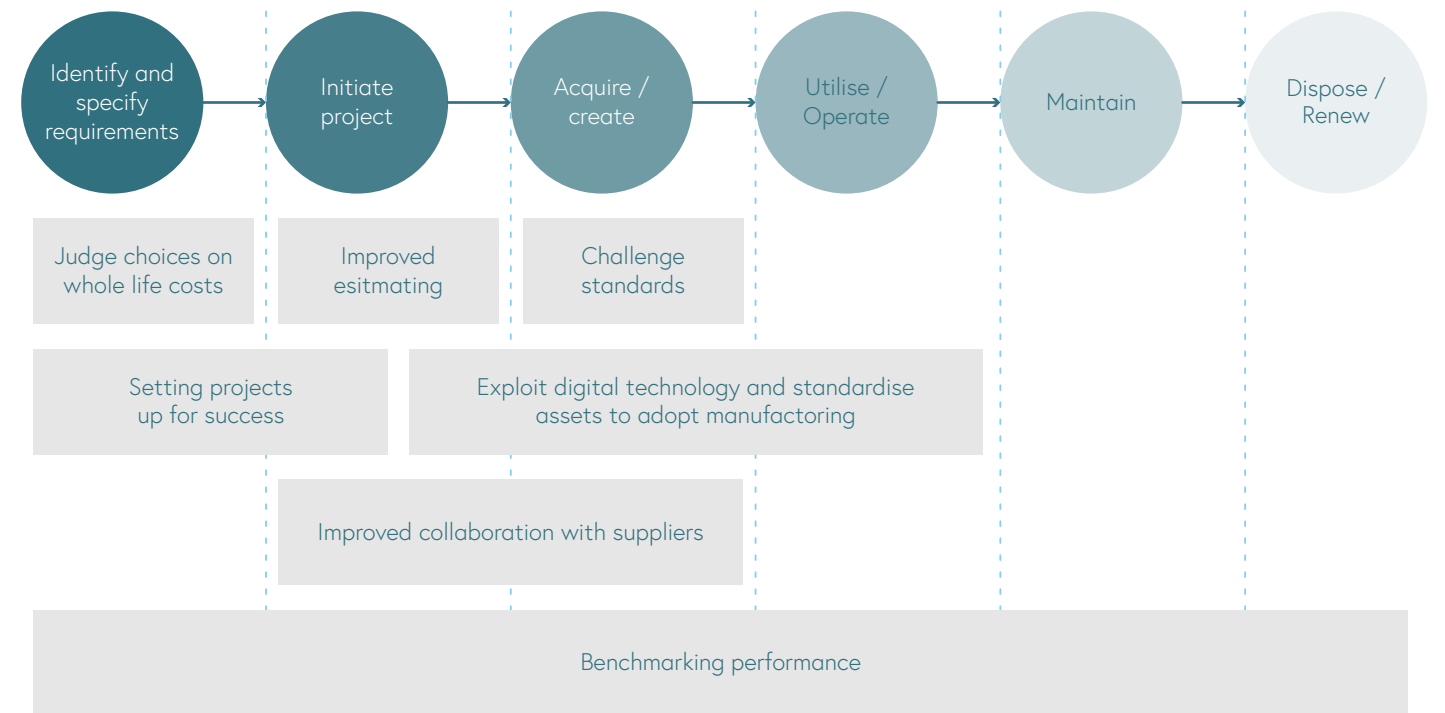 Identify and
specify
requirements
Initiate
project
Acquire /
create
Utilise /
Operate
Maintain
Dispose /
Renew
Judge choices on
whole life costs
Improved
esitmating
Challenge
standards
Setting projects
up for success
Exploit digital technology and standardise
assets to adopt manufactoring
Improved collaboration with suppliers
Benchmarking performance